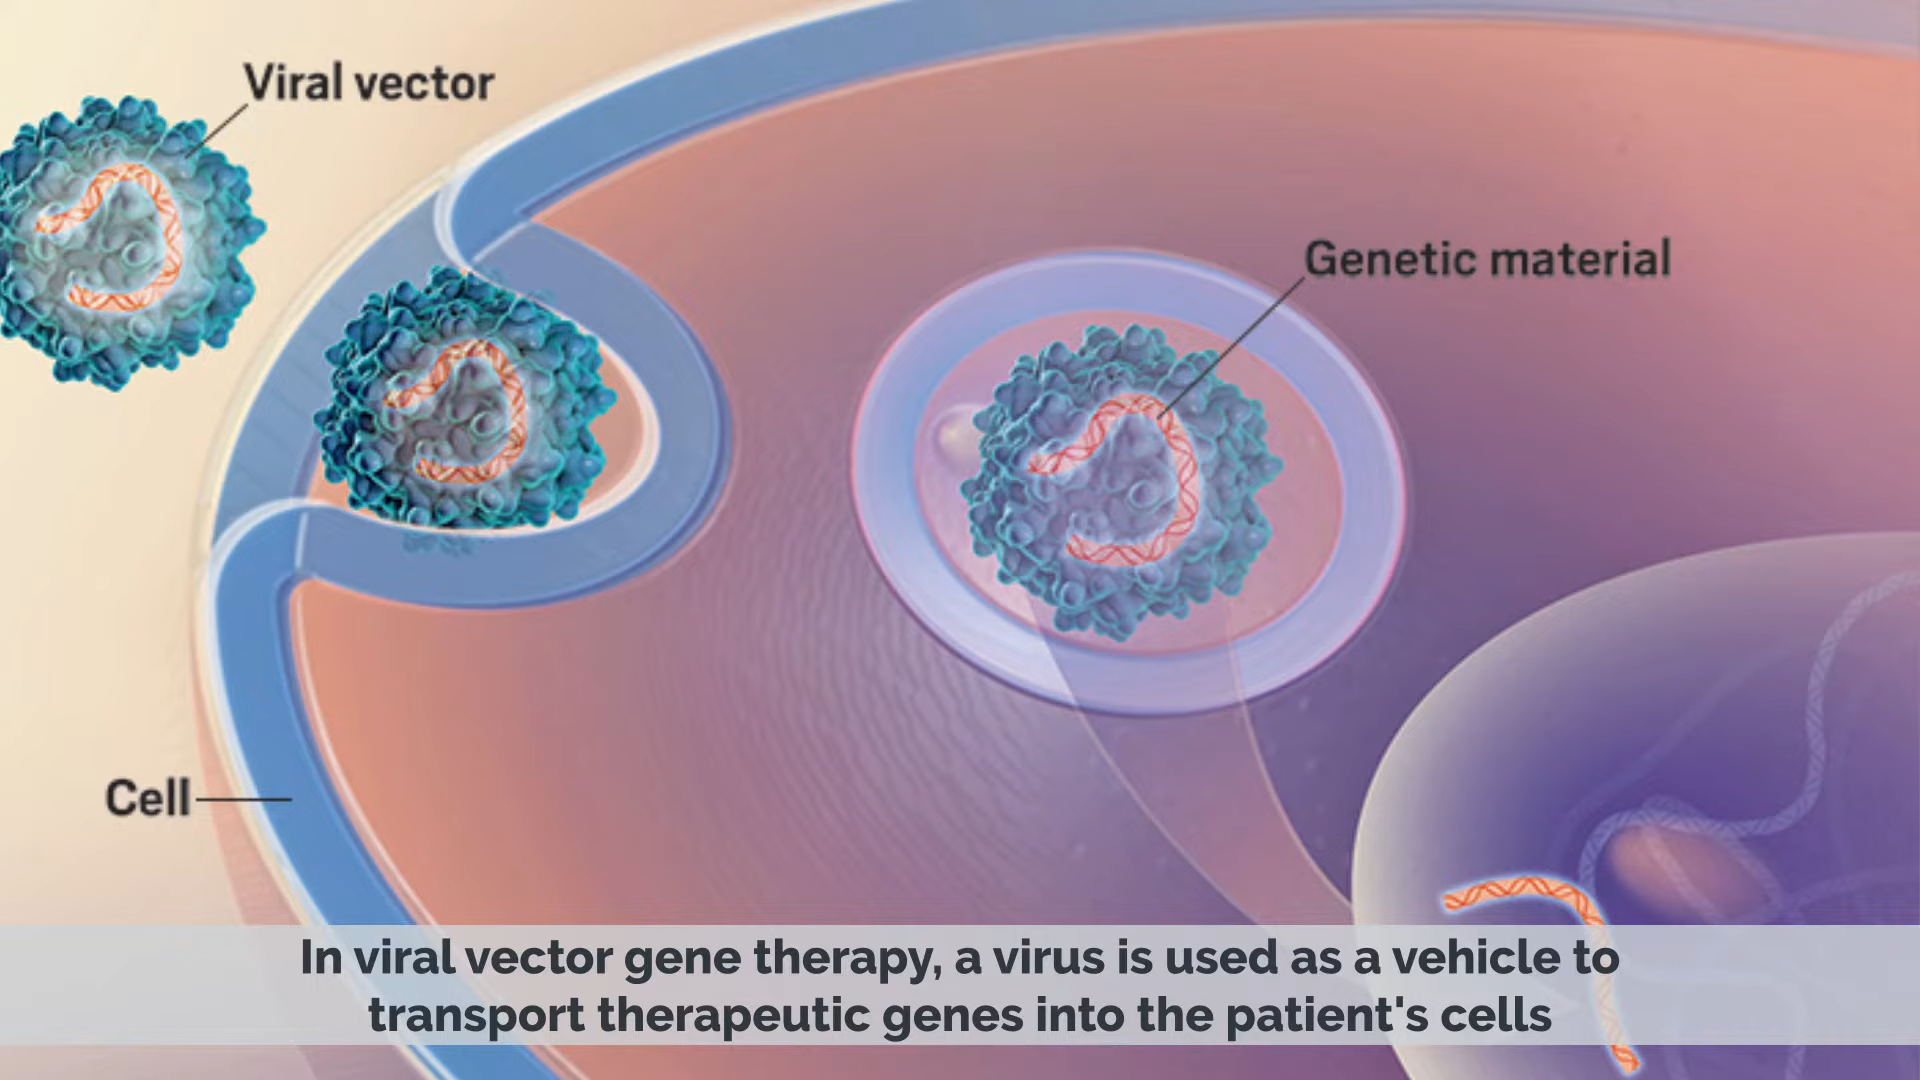 Viral vector
Genetic material
Cell
In viral vector gene therapy, a virus is used as a vehicle to
transport therapeutic genes into the patient's cells